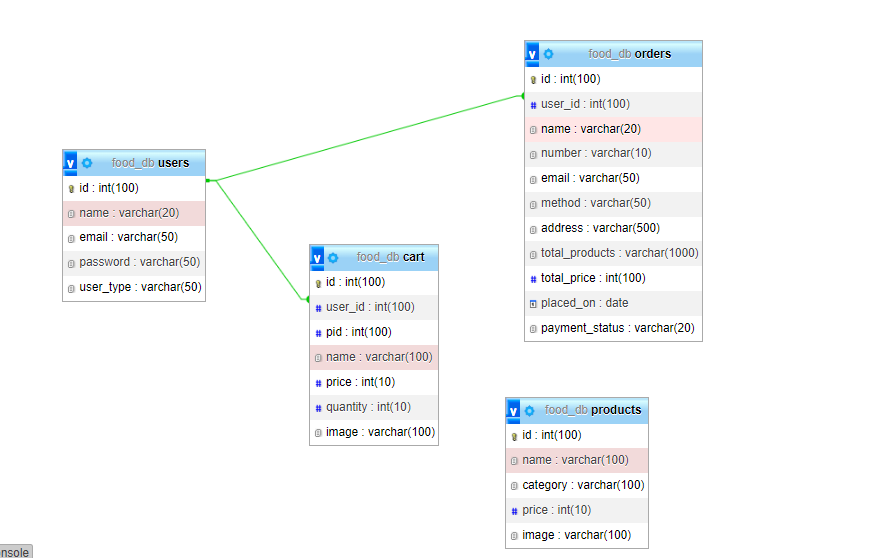 food_db users
id : int(100)
name : varchar(20)
email : varchar(50)
password : varchar(50)
user_type : varchar(50)
food_db cart
id : int(100)
user_id : int(100)
pid : int(100)
name : varchar(100)
price : int(10)
quantity : int(10)
image : varchar(100)
food_db orders
id : int(100)
user_id : int(100)
name : varchar(20)
number : varchar(10)
email : varchar(50)
method : varchar(50)
address : varchar(500)
total_products : varchar(1000)
total_price : int(100)
placed_on : date
payment_status : varchar(20)
food_db products
id : int(100)
name : varchar(100)
category : varchar(100)
price : int(10)
image : varchar(100)
nsole